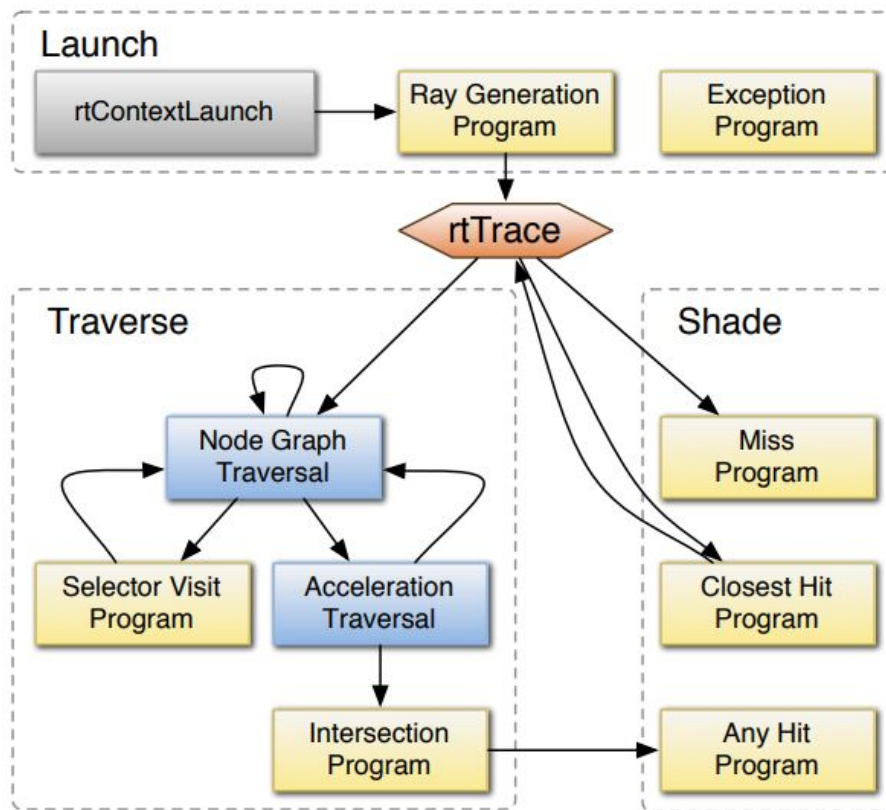 Launch
rtContextLaunch
Ray Generation
Program
Exception
Program
rtTrace
Traverse
Shade
Node Graph
Traversal
Miss
Program
Selector Visit
Program
Acceleration
Traversal
Closest Hit
Program
Intersection
Program
Any Hit
Program